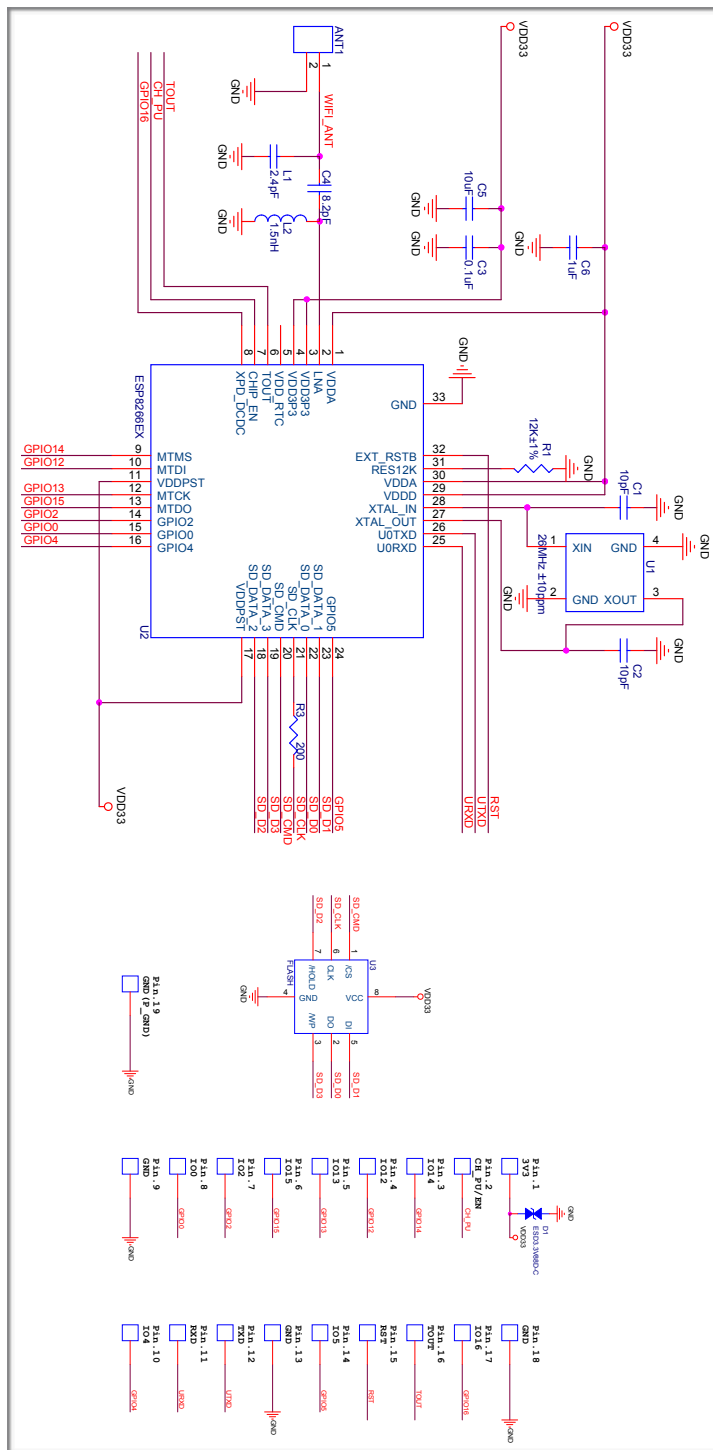 ANT1
1
2
GND
WIFI_ANT
TOUT
CH_PU
GPIO16
GND
L1
2.4pF
C4
8.2pF
GND
L2
1.5nH
VDD33
VDD33
C5
10uF
GND
C3
0.1uF
GND
C6
1uF
GND
8
7
6
5
4
3
2
1
XPD_DCDC
CHIP_EN
TOUT
VDD_RTC
VDD3P3
VDD3P3
LNA
VDDA
ESP8266EX
U2
GND
33
GND
GPIO14
9
MTMS
GPIO12
10
MTDI
11
VDDPST
GPIO13
12
MTCK
GPIO15
13
MTDO
GPIO2
14
GPIO2
GPIO0
15
GPIO0
GPIO4
16
GPIO4
EXT_RSTB
32
RES12K
31
VDDA
30
VDDD
29
XTAL_IN
28
XTAL_OUT
27
U0TXD
26
U0RXD
25
R1
12K±1%
GND
C1
10pF
GND
1
XIN
GND
4
GND
U1
26MHz ±10ppm
GND
2
GND
XOUT
3
C2
10pF
GND
VDDPST
SD_DATA_2
SD_DATA_3
SD_CMD
SD_CLK
SD_DATA_0
SD_DATA_1
GPIO5
17
18
19
20
21
22
23
24
R3
200
VDD33
SD_D2
SD_D3
SD_CMD
SD_CLK
SD_D0
SD_D1
GPIO5
URXD
UTXD
RST
SD_D2
SD_CLK
SD_CMD
7
6
1
/HOLD
CLK
/CS
U3
FLASH
GND
4
GND
VCC
8
VDD33
/WP
DO
DI
3
2
5
SD_D3
SD_D0
SD_D1
Pin.19
GND(P_GND)
GND
Pin.1
3V3
GND
D1
ESD3.3V88D-C
VDD33
Pin.2
CH_PU/EN
CH_PU
Pin.3
IO14
GPIO14
Pin.4
IO12
GPIO12
Pin.5
IO13
GPIO13
Pin.6
IO15
GPIO15
Pin.7
IO2
GPIO2
Pin.8
IO0
GPIO0
Pin.9
GND
GND
Pin.10
IO4
GPIO4
Pin.11
RXD
URXD
Pin.12
TXD
UTXD
Pin.13
GND
GND
Pin.14
IO5
GPIO5
Pin.15
RST
RST
Pin.16
TOUT
TOUT
Pin.17
IO16
GPIO16
Pin.18
GND
GND